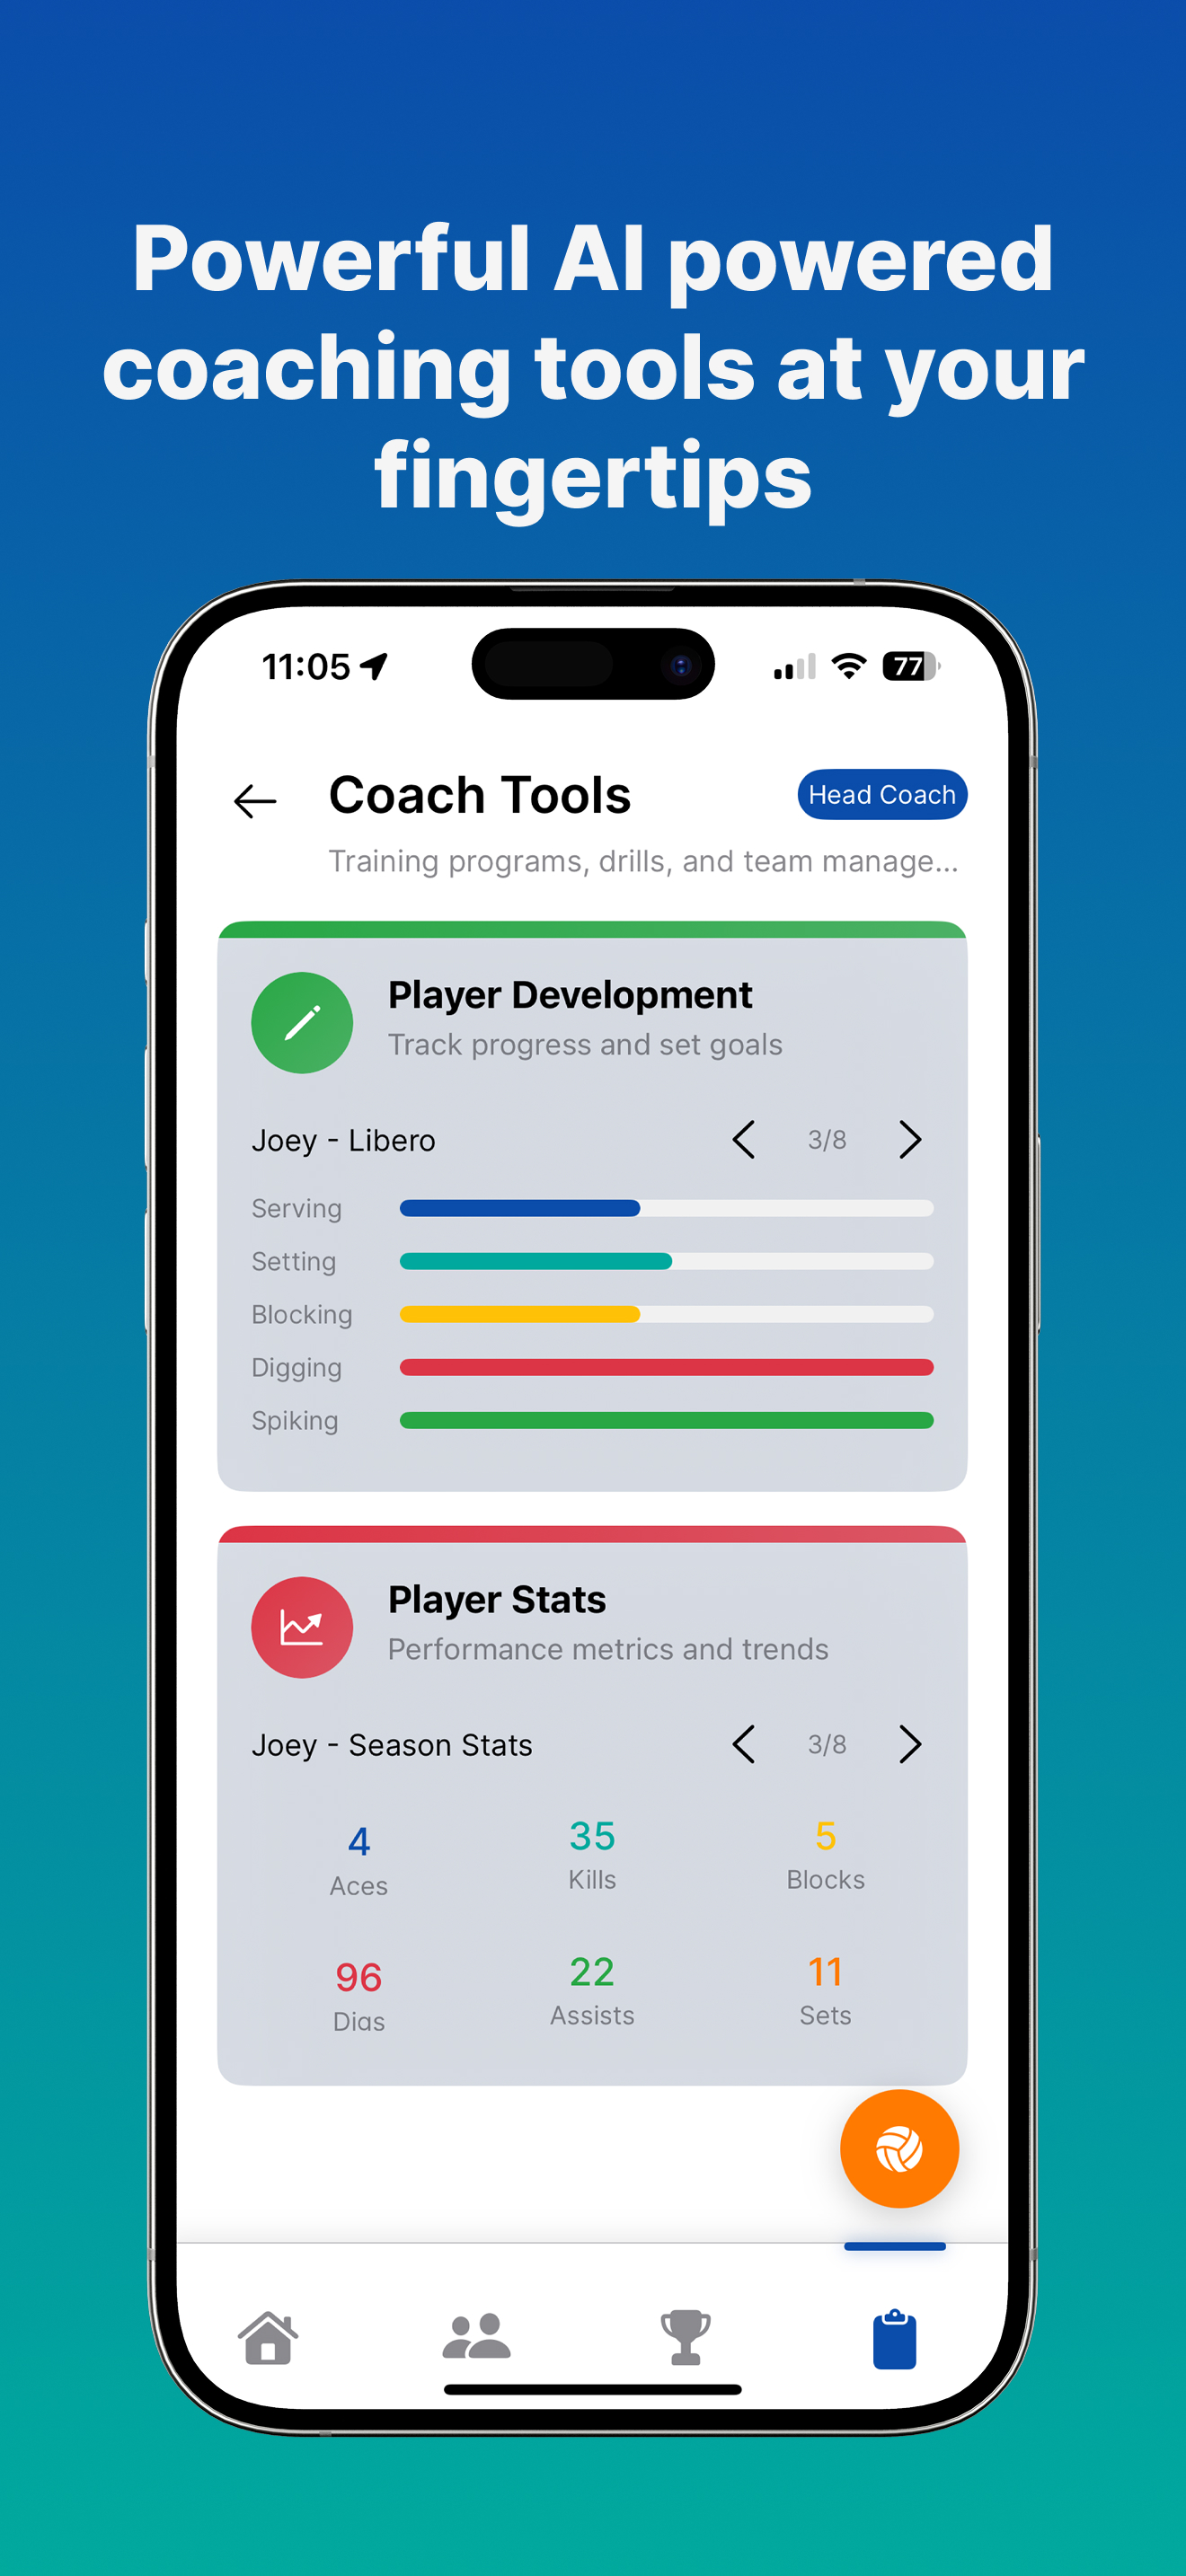 Powerful AI powered
coaching tools at your
fingertips
11:05
77
Coach Tools
Head Coach
Training programs, drills, and team manage...
Player Development
Track progress and set goals
Joey - Libero
3/8
Serving
Setting
Blocking
Digging
Spiking
Player Stats
Performance metrics and trends
Joey - Season Stats
3/8
4
35
5
Aces
Kills
Blocks
96
22
11
Digs
Assists
Sets